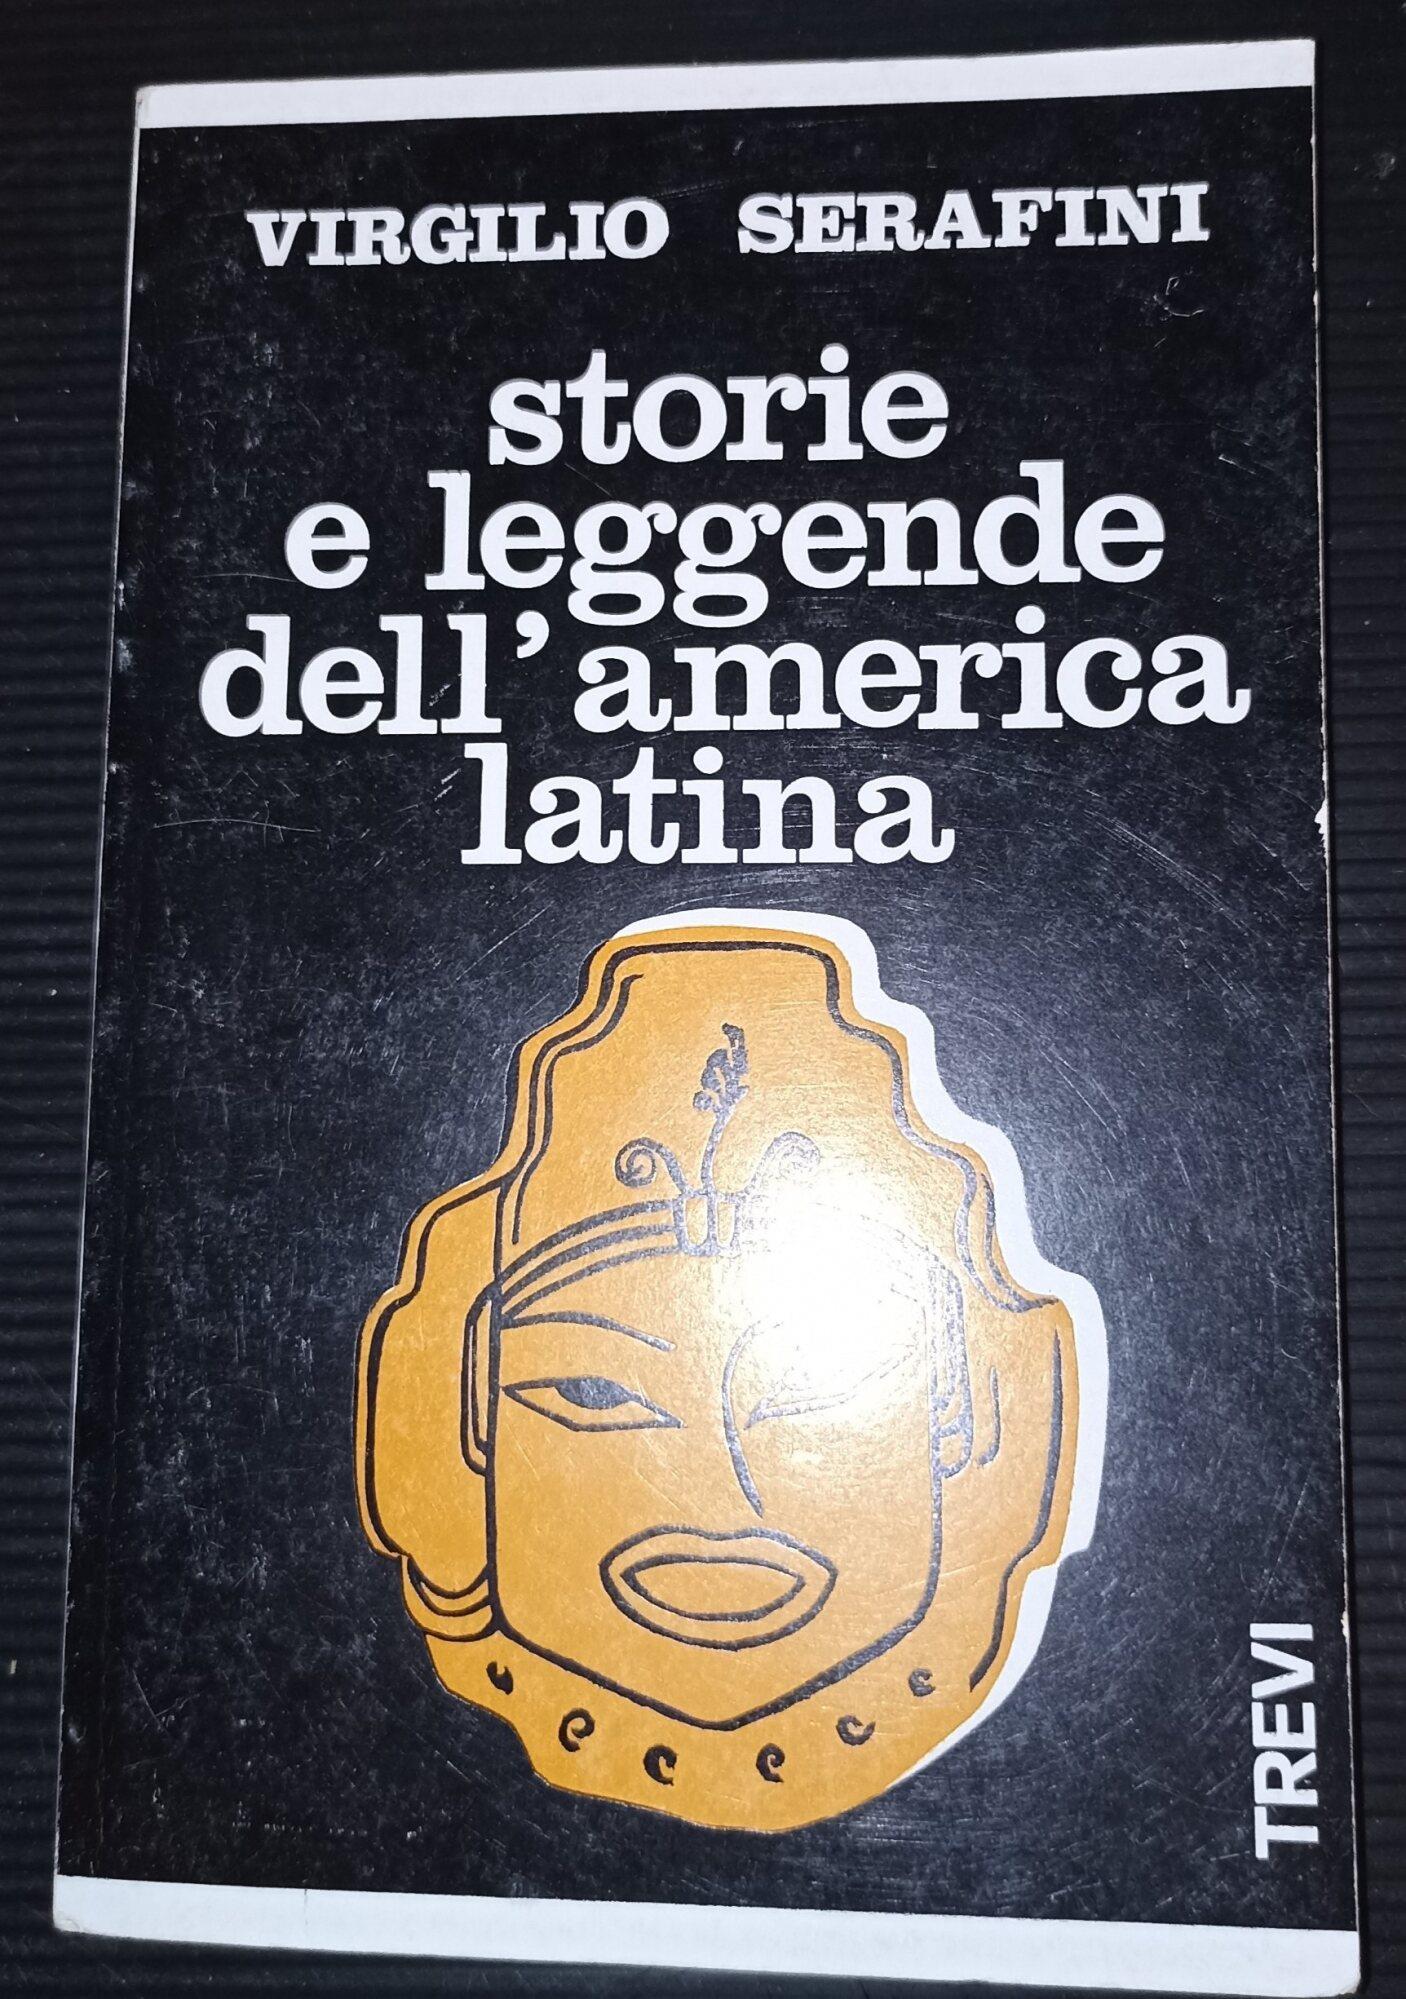 VIRGILIO SERAFINI
storie
e leggende
dell'america
latina
TREVI